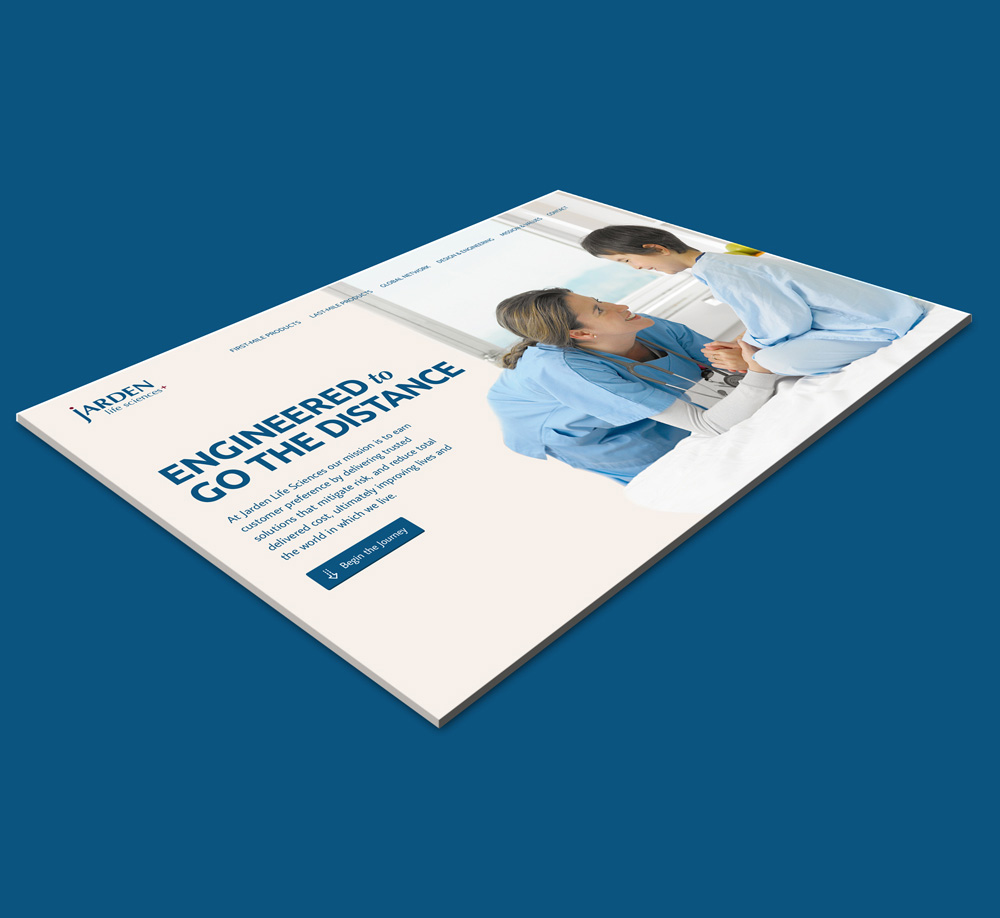 JARDEN
life sciences+
FIRST-MILE PRODUCTS
LAST-MILE PRODUCTS
GLOBAL NETWORK
DESIGN & ENGINEERING
MISSION & VALUES
CONTACT
ENGINEERED to
GO THE DISTANCE
At Jarden Life Sciences our mission is to earn
customer preference by delivering trusted
solutions that mitigate risk, and reduce total
delivered cost, ultimately improving lives and
the world in which we live.
Begin the Journey